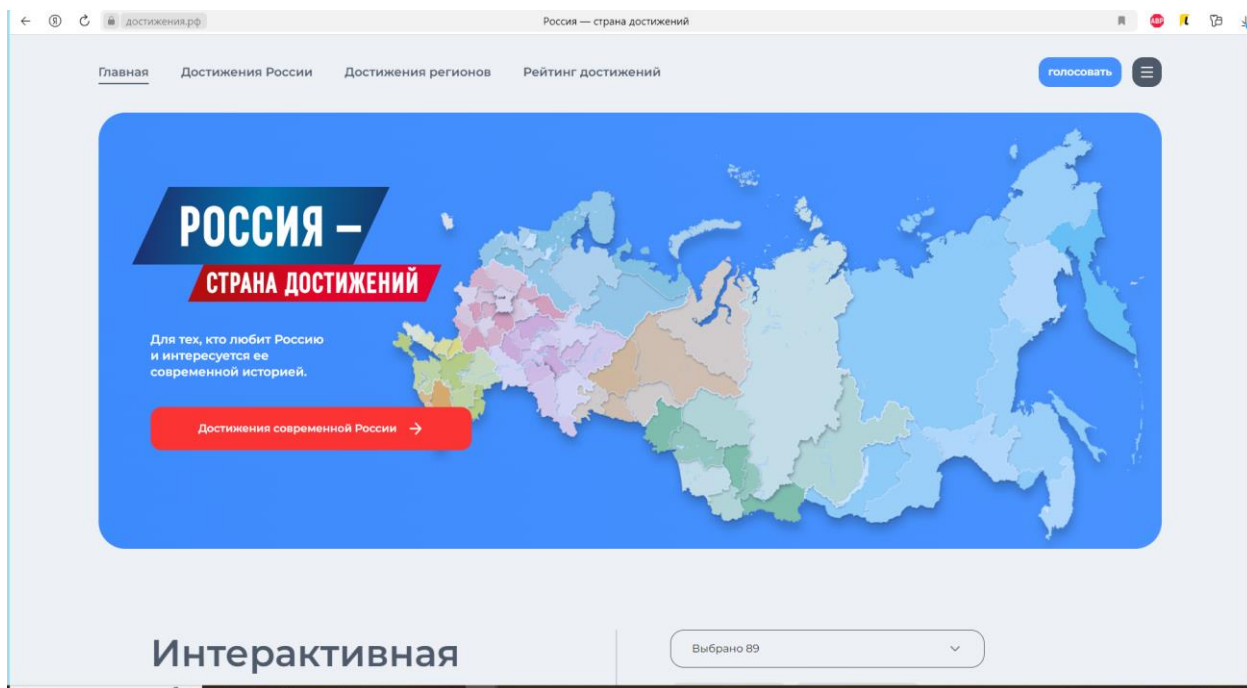 достижения.рф
Россия — страна достижений
ABP
Главная
Достижения России
Достижения регионов
Рейтинг достижений
голосовать
РОССИЯ –
СТРАНА ДОСТИЖЕНИЙ
Для тех, кто любит Россию
и интересуется ее
современной историей.
Достижения современной России →
Интерактивная
Выбрано 89